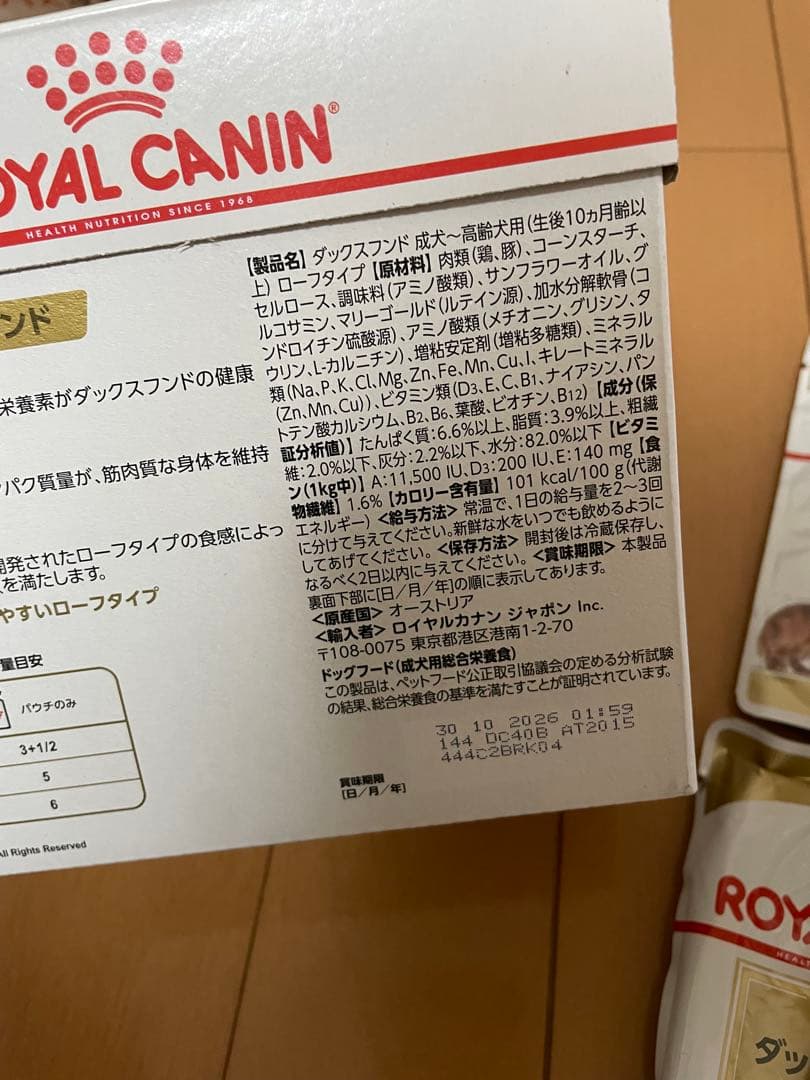 ROYAL CANIN®
HEALTH NUTRITION SINCE 1968
ンド
栄養素がダックスフンドの健康
パク質量が、筋肉質な身体を維持
開発されたローフタイプの食感によっ
を満たします。
やすいローフタイプ
量目安
パウチのみ
3+1/2
5
6
All Rights Reserved
【製品名】 ダックスフンド 成犬~高齢犬用(生後10ヵ月齢以
上) ローフタイプ 【原材料】 肉類(鶏、豚)、コーンスターチ、
セルロース、調味料(アミノ酸類)、サンフラワーオイル、グ
ルコサミン、マリーゴールド(ルテイン源)、加水分解軟骨(コ
ンドロイチン硫酸源)、アミノ酸類(メチオニン、グリシン、タ
ウリン、L-カルニチン)、増粘安定剤(増粘多糖類)、ミネラル
類(Na、P、K、Cl、Mg、Zn、Fe、Mn、Cu、I、キレートミネラル
(Zn、Mn、Cu))、ビタミン類(D3、E、C、B1、ナイアシン、パン
トテン酸カルシウム、B2、B6、葉酸、ビオチン、B12) 【成分(保
証分析値)】 たんぱく質:6.6%以上、脂質:3.9%以上、粗繊
維:2.0%以下、灰分:2.2%以下、水分:82.0%以下 【ビタミ
ン(1kg中)】 A:11,500 IU、D3:200 IU、E:140 mg 【食
物繊維】 1.6% 【カロリー含有量】 101 kcal/100 g(代謝
エネルギー) <給与方法> 常温で、1日の給与量を2~3回
に分けて与えてください。新鮮な水をいつでも飲めるように
してあげてください。 <保存方法> 開封後は冷蔵保存し、
なるべく2日以内に与えてください。 <賞味期限> 本製品
裏面下部に[日/月/年]の順に表示してあります。
<原産国> オーストリア
<輸入者> ロイヤルカナン ジャポン Inc.
〒108-0075 東京都港区港南1-2-70
ドッグフード(成犬用総合栄養食)
この製品は、ペットフード公正取引協議会の定める分析試験
の結果、総合栄養食の基準を満たすことが証明されています。
30 10 2026 01:59
144 DC40B AT2015
444C2BRK04
賞味期限
[日/月/年]
ROY
HEAL
ダッ